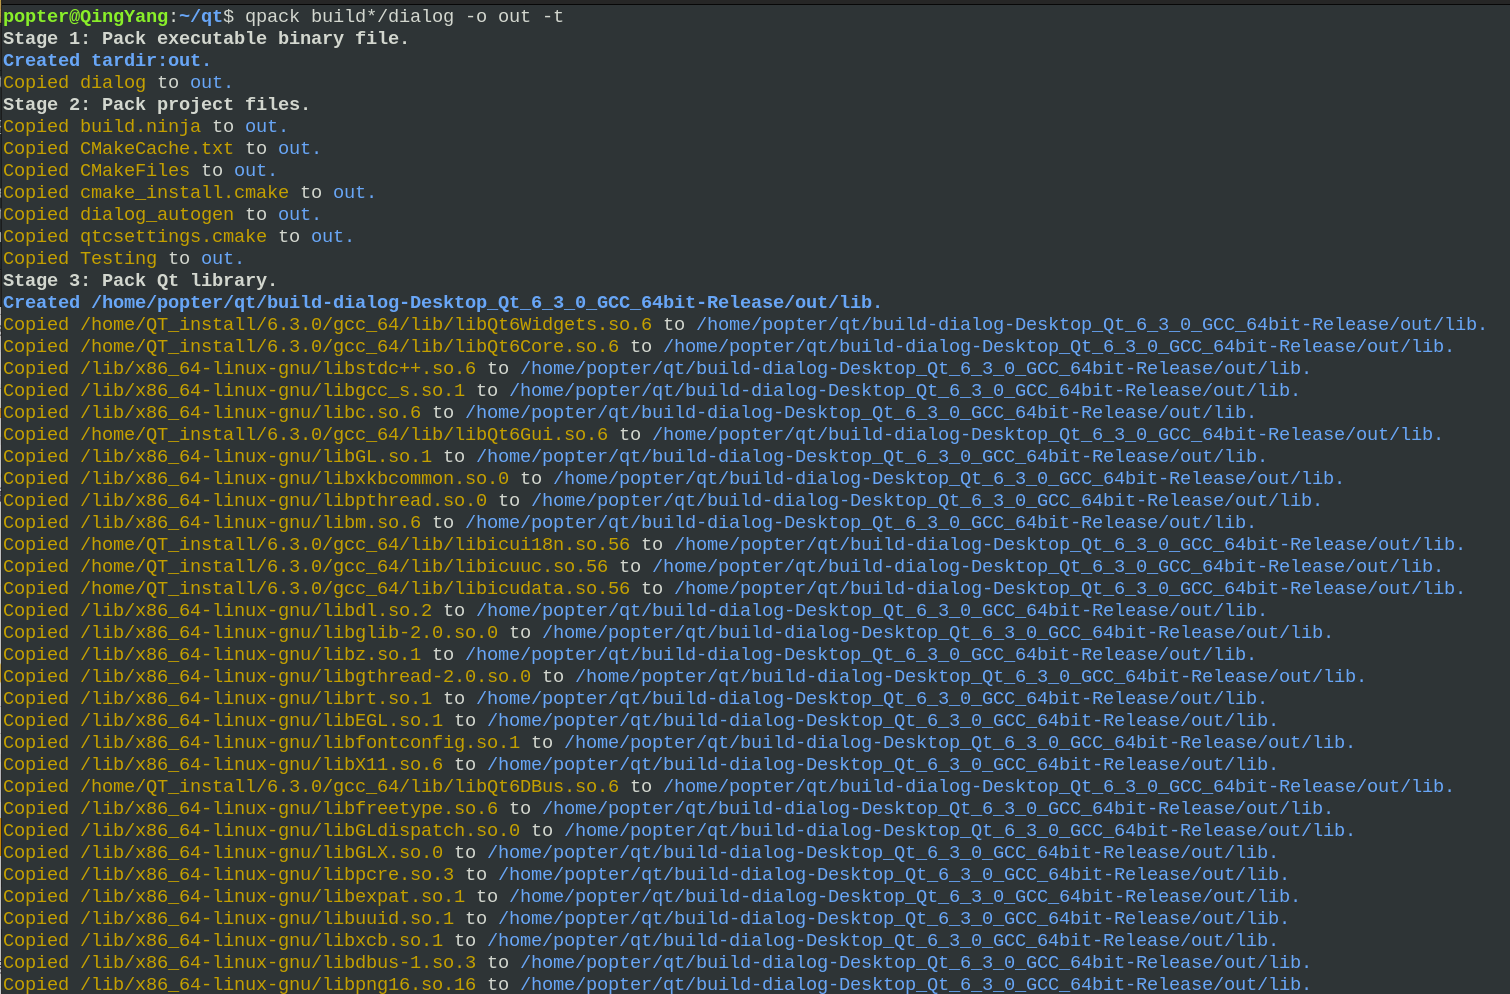 popter@QingYang:~/qt$ qpack build*/dialog -o out -t
Stage 1: Pack executable binary file.
Created tardir:out.
Copied dialog to out.
Stage 2: Pack project files.
Copied build.ninja to out.
Copied CMakeCache.txt to out.
Copied CMakeFiles to out.
Copied cmake_install.cmake to out.
Copied dialog_autogen to out.
Copied qtcsettings.cmake to out.
Copied Testing to out.
Stage 3: Pack Qt library.
Created /home/popter/qt/build-dialog-Desktop_Qt_6_3_0_GCC_64bit-Release/out/lib.
Copied /home/QT_install/6.3.0/gcc_64/lib/libQt6Widgets.so.6 to /home/popter/qt/build-dialog-Desktop_Qt_6_3_0_GCC_64bit-Release/out/lib.
Copied /home/QT_install/6.3.0/gcc_64/lib/libQt6Core.so.6 to /home/popter/qt/build-dialog-Desktop_Qt_6_3_0_GCC_64bit-Release/out/lib.
Copied /lib/x86_64-linux-gnu/libstdc++.so.6 to /home/popter/qt/build-dialog-Desktop_Qt_6_3_0_GCC_64bit-Release/out/lib.
Copied /lib/x86_64-linux-gnu/libgcc_s.so.1 to /home/popter/qt/build-dialog-Desktop_Qt_6_3_0_GCC_64bit-Release/out/lib.
Copied /lib/x86_64-linux-gnu/libc.so.6 to /home/popter/qt/build-dialog-Desktop_Qt_6_3_0_GCC_64bit-Release/out/lib.
Copied /home/QT_install/6.3.0/gcc_64/lib/libQt6Gui.so.6 to /home/popter/qt/build-dialog-Desktop_Qt_6_3_0_GCC_64bit-Release/out/lib.
Copied /lib/x86_64-linux-gnu/libGL.so.1 to /home/popter/qt/build-dialog-Desktop_Qt_6_3_0_GCC_64bit-Release/out/lib.
Copied /lib/x86_64-linux-gnu/libxkbcommon.so.0 to /home/popter/qt/build-dialog-Desktop_Qt_6_3_0_GCC_64bit-Release/out/lib.
Copied /lib/x86_64-linux-gnu/libpthread.so.0 to /home/popter/qt/build-dialog-Desktop_Qt_6_3_0_GCC_64bit-Release/out/lib.
Copied /lib/x86_64-linux-gnu/libm.so.6 to /home/popter/qt/build-dialog-Desktop_Qt_6_3_0_GCC_64bit-Release/out/lib.
Copied /home/QT_install/6.3.0/gcc_64/lib/libicui18n.so.56 to /home/popter/qt/build-dialog-Desktop_Qt_6_3_0_GCC_64bit-Release/out/lib.
Copied /home/QT_install/6.3.0/gcc_64/lib/libicuuc.so.56 to /home/popter/qt/build-dialog-Desktop_Qt_6_3_0_GCC_64bit-Release/out/lib.
Copied /home/QT_install/6.3.0/gcc_64/lib/libicudata.so.56 to /home/popter/qt/build-dialog-Desktop_Qt_6_3_0_GCC_64bit-Release/out/lib.
Copied /lib/x86_64-linux-gnu/libdl.so.2 to /home/popter/qt/build-dialog-Desktop_Qt_6_3_0_GCC_64bit-Release/out/lib.
Copied /lib/x86_64-linux-gnu/libglib-2.0.so.0 to /home/popter/qt/build-dialog-Desktop_Qt_6_3_0_GCC_64bit-Release/out/lib.
Copied /lib/x86_64-linux-gnu/libz.so.1 to /home/popter/qt/build-dialog-Desktop_Qt_6_3_0_GCC_64bit-Release/out/lib.
Copied /lib/x86_64-linux-gnu/libgthread-2.0.so.0 to /home/popter/qt/build-dialog-Desktop_Qt_6_3_0_GCC_64bit-Release/out/lib.
Copied /lib/x86_64-linux-gnu/librt.so.1 to /home/popter/qt/build-dialog-Desktop_Qt_6_3_0_GCC_64bit-Release/out/lib.
Copied /lib/x86_64-linux-gnu/libEGL.so.1 to /home/popter/qt/build-dialog-Desktop_Qt_6_3_0_GCC_64bit-Release/out/lib.
Copied /lib/x86_64-linux-gnu/libfontconfig.so.1 to /home/popter/qt/build-dialog-Desktop_Qt_6_3_0_GCC_64bit-Release/out/lib.
Copied /lib/x86_64-linux-gnu/libX11.so.6 to /home/popter/qt/build-dialog-Desktop_Qt_6_3_0_GCC_64bit-Release/out/lib.
Copied /home/QT_install/6.3.0/gcc_64/lib/libQt6DBus.so.6 to /home/popter/qt/build-dialog-Desktop_Qt_6_3_0_GCC_64bit-Release/out/lib.
Copied /lib/x86_64-linux-gnu/libfreetype.so.6 to /home/popter/qt/build-dialog-Desktop_Qt_6_3_0_GCC_64bit-Release/out/lib.
Copied /lib/x86_64-linux-gnu/libGLdispatch.so.0 to /home/popter/qt/build-dialog-Desktop_Qt_6_3_0_GCC_64bit-Release/out/lib.
Copied /lib/x86_64-linux-gnu/libGLX.so.0 to /home/popter/qt/build-dialog-Desktop_Qt_6_3_0_GCC_64bit-Release/out/lib.
Copied /lib/x86_64-linux-gnu/libpcre.so.3 to /home/popter/qt/build-dialog-Desktop_Qt_6_3_0_GCC_64bit-Release/out/lib.
Copied /lib/x86_64-linux-gnu/libexpat.so.1 to /home/popter/qt/build-dialog-Desktop_Qt_6_3_0_GCC_64bit-Release/out/lib.
Copied /lib/x86_64-linux-gnu/libuuid.so.1 to /home/popter/qt/build-dialog-Desktop_Qt_6_3_0_GCC_64bit-Release/out/lib.
Copied /lib/x86_64-linux-gnu/libxcb.so.1 to /home/popter/qt/build-dialog-Desktop_Qt_6_3_0_GCC_64bit-Release/out/lib.
Copied /lib/x86_64-linux-gnu/libdbus-1.so.3 to /home/popter/qt/build-dialog-Desktop_Qt_6_3_0_GCC_64bit-Release/out/lib.
Copied /lib/x86_64-linux-gnu/libpng16.so.16 to /home/popter/qt/build-dialog-Desktop_Qt_6_3_0_GCC_64bit-Release/out/lib.